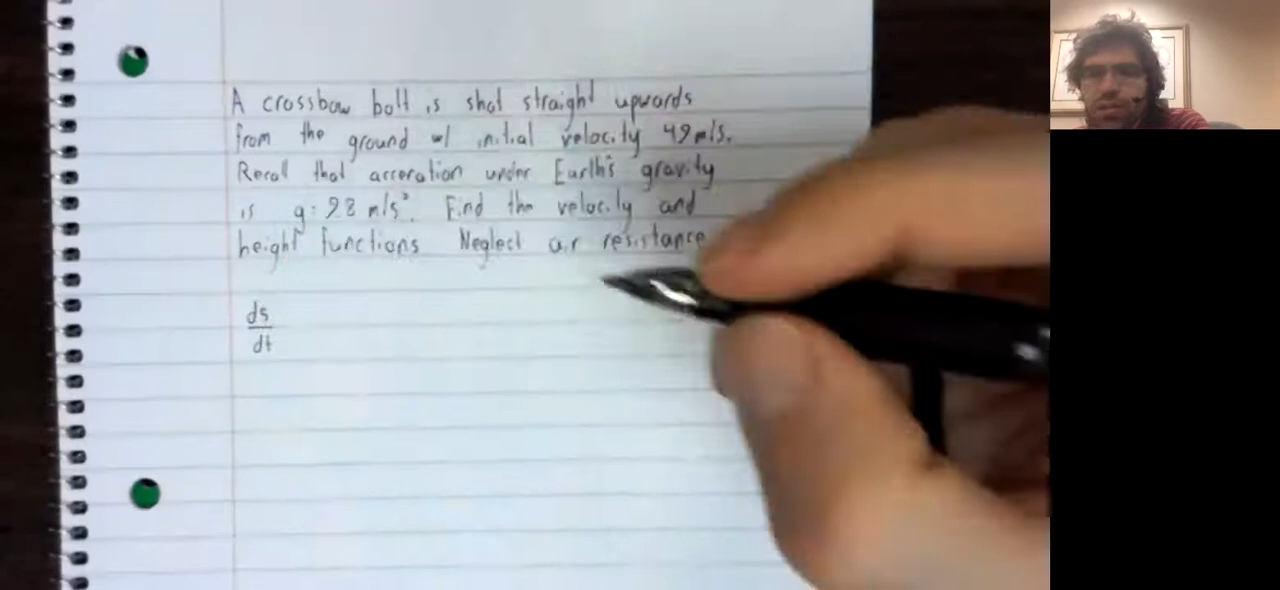 A crossbow bolt is shot straight upwards
from the ground w/ initial velocity 49 m/s.
Recall that acceration under Earth's gravity
is g = 9.8 m/s². Find the velocity and
height functions. Neglect air resistance
ds
dt